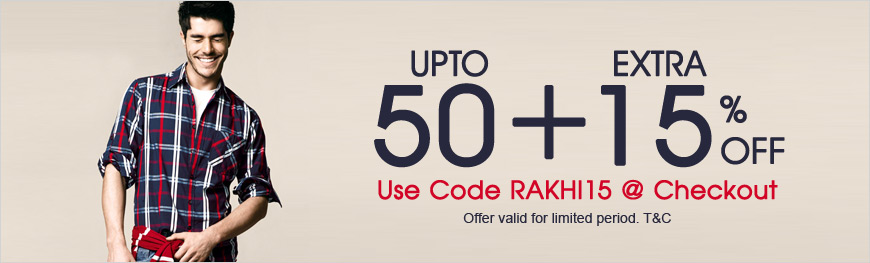 UPTO EXTRA
50+15% OFF
Use Code RAKHI15 @ Checkout
Offer valid for limited period. T&C